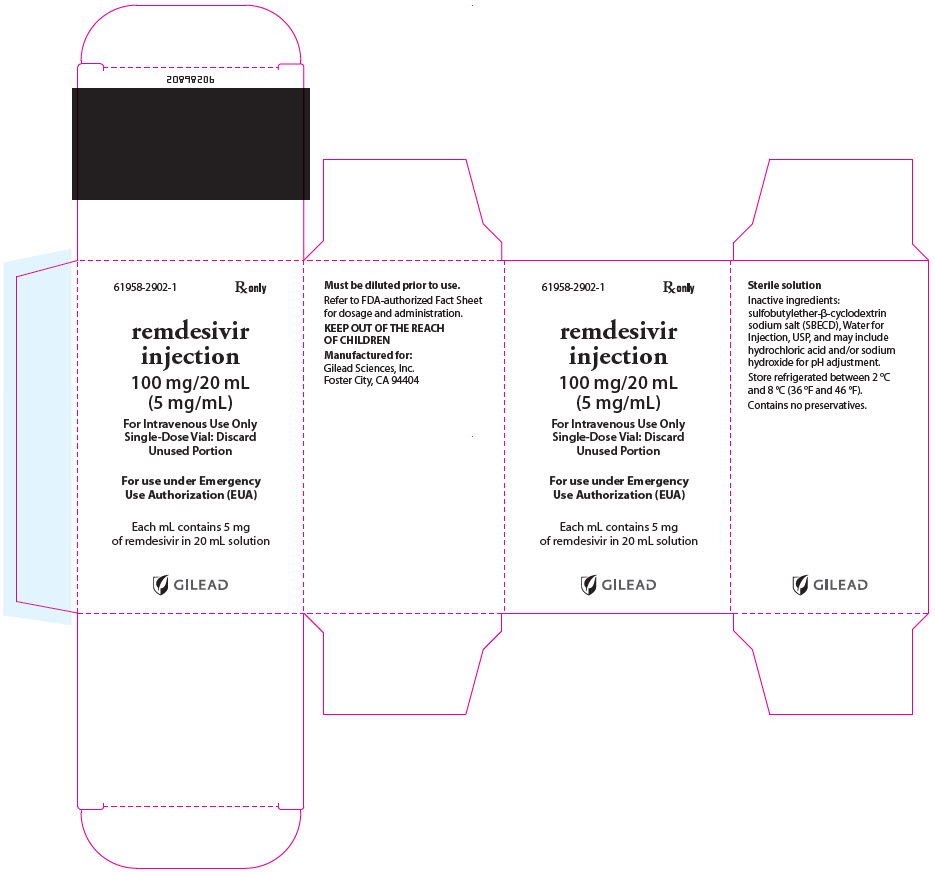 20898206
61958-2902-1 Rx only
remdesivir
injection
100 mg/20 mL
(5 mg/mL)
For Intravenous Use Only
Single-Dose Vial: Discard
Unused Portion
For use under Emergency
Use Authorization (EUA)
Each mL contains 5 mg
of remdesivir in 20 mL solution
GILEAD
Must be diluted prior to use.
Refer to FDA-authorized Fact Sheet
for dosage and administration.
KEEP OUT OF THE REACH
OF CHILDREN
Manufactured for:
Gilead Sciences, Inc.
Foster City, CA 94404
61958-2902-1 Rx only
remdesivir
injection
100 mg/20 mL
(5 mg/mL)
For Intravenous Use Only
Single-Dose Vial: Discard
Unused Portion
For use under Emergency
Use Authorization (EUA)
Each mL contains 5 mg
of remdesivir in 20 mL solution
GILEAD
Sterile solution
Inactive ingredients:
sulfobutylether-β-cyclodextrin
sodium salt (SBECD), Water for
Injection, USP, and may include
hydrochloric acid and/or sodium
hydroxide for pH adjustment.
Store refrigerated between 2 ºC
and 8 ºC (36 ºF and 46 ºF).
Contains no preservatives.
GILEAD